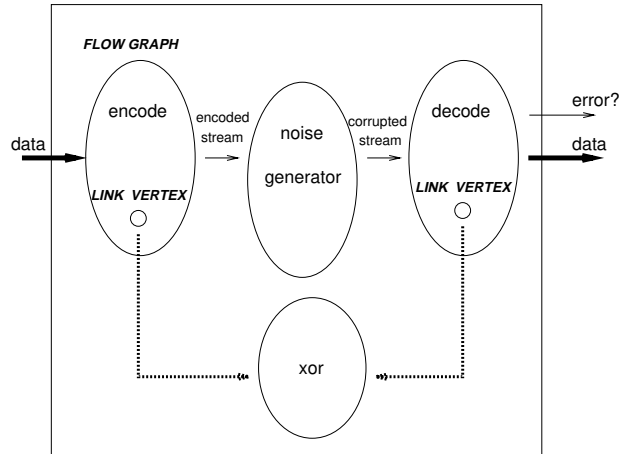 FLOW GRAPH
encode
decode
error?
encoded
stream
corrupted
stream
noise
generator
data
data
LINK VERTEX
LINK VERTEX
xor